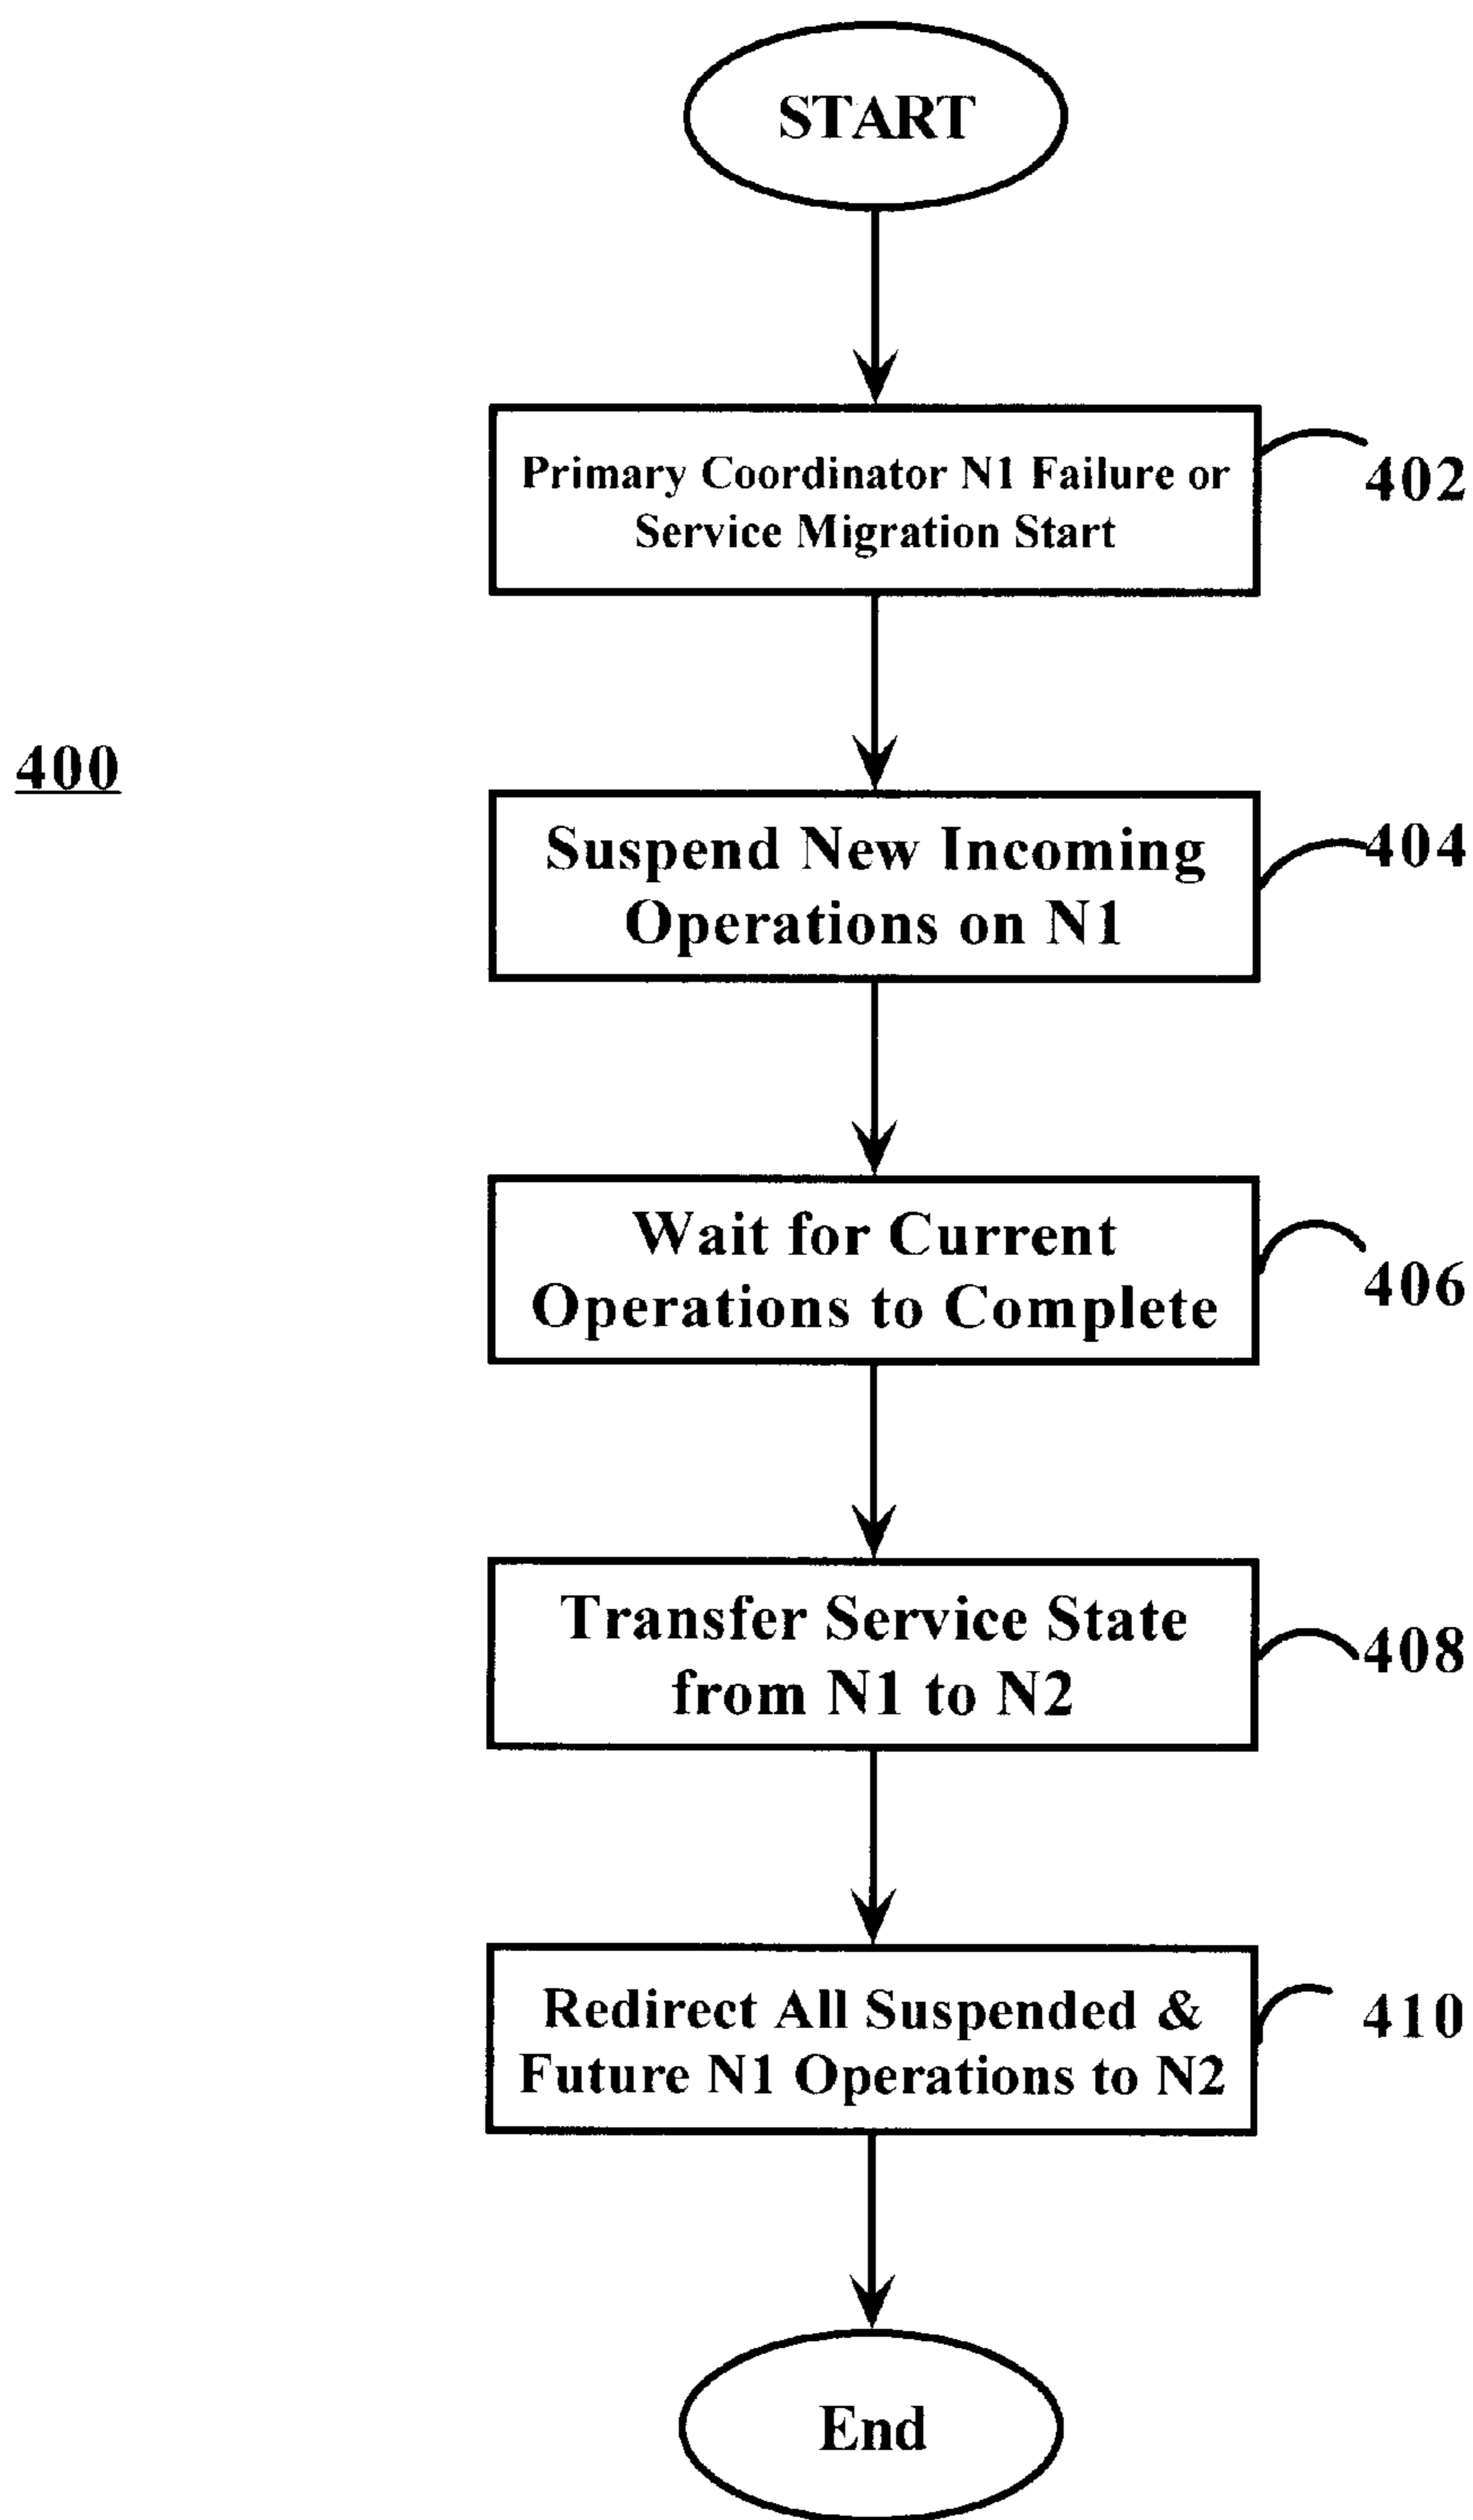 START
Primary Coordinator N1 Failure or
Service Migration Start
402
400
Suspend New Incoming
Operations on N1
404
Wait for Current
Operations to Complete
406
Transfer Service State
from N1 to N2
408
Redirect All Suspended &
Future N1 Operations to N2
410
End